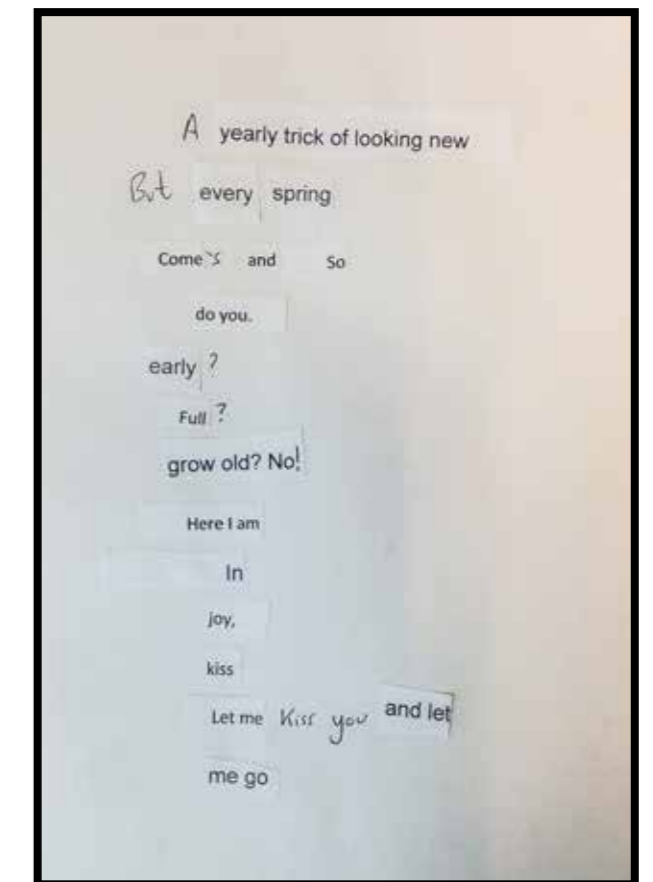 A yearly trick of looking new
But every spring
Come's and So
do you.
early?
Full?
grow old? No!
Here I am
In
joy,
kiss
Let me Kiss you and let
me go